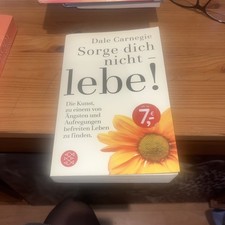 Dale Carnegie
Sorge dich
nicht –
lebe!
Die Kunst,
zu einem von
Ängsten und
Aufregungen
befreiten Leben
zu finden.
7,-